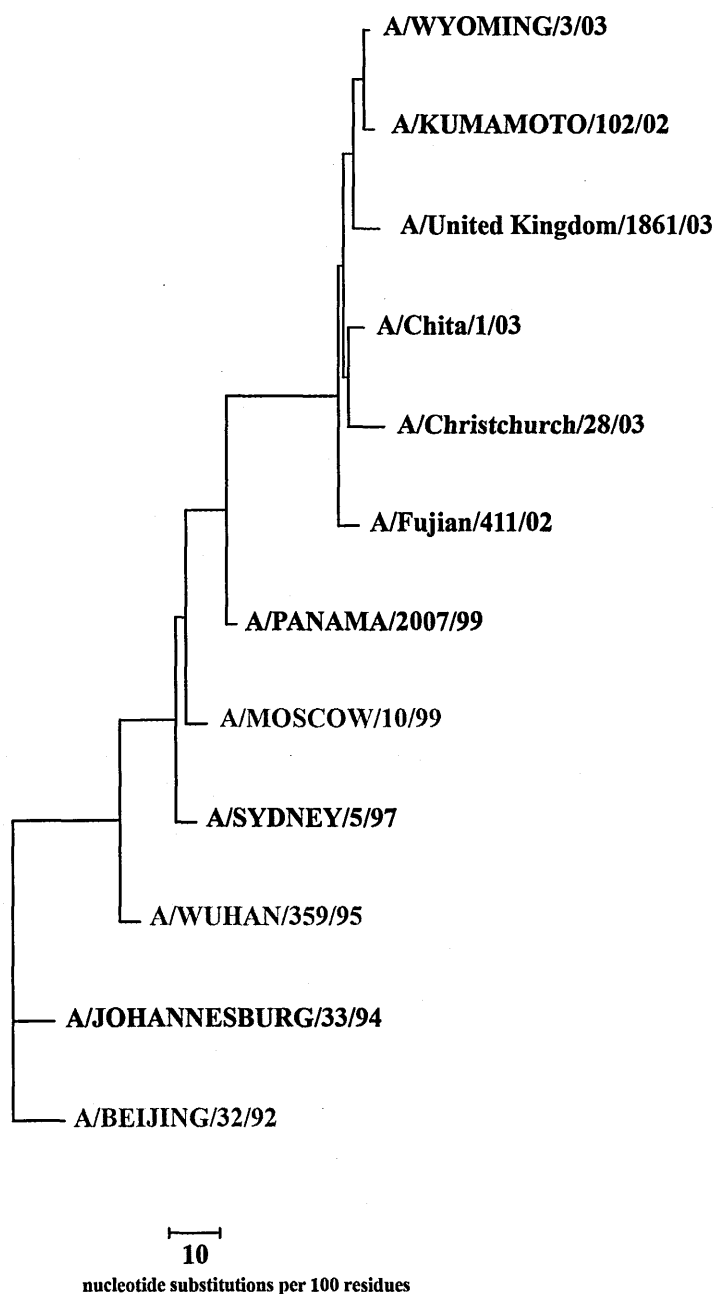 A/WYOMING/3/03
A/KUMAMOTO/102/02
A/United Kingdom/1861/03
A/Chita/1/03
A/Christchurch/28/03
A/Fujian/411/02
A/PANAMA/2007/99
A/MOSCOW/10/99
A/SYDNEY/5/97
A/WUHAN/359/95
A/JOHANNESBURG/33/94
A/BEIJING/32/92
10
nucleotide substitutions per 100 residues